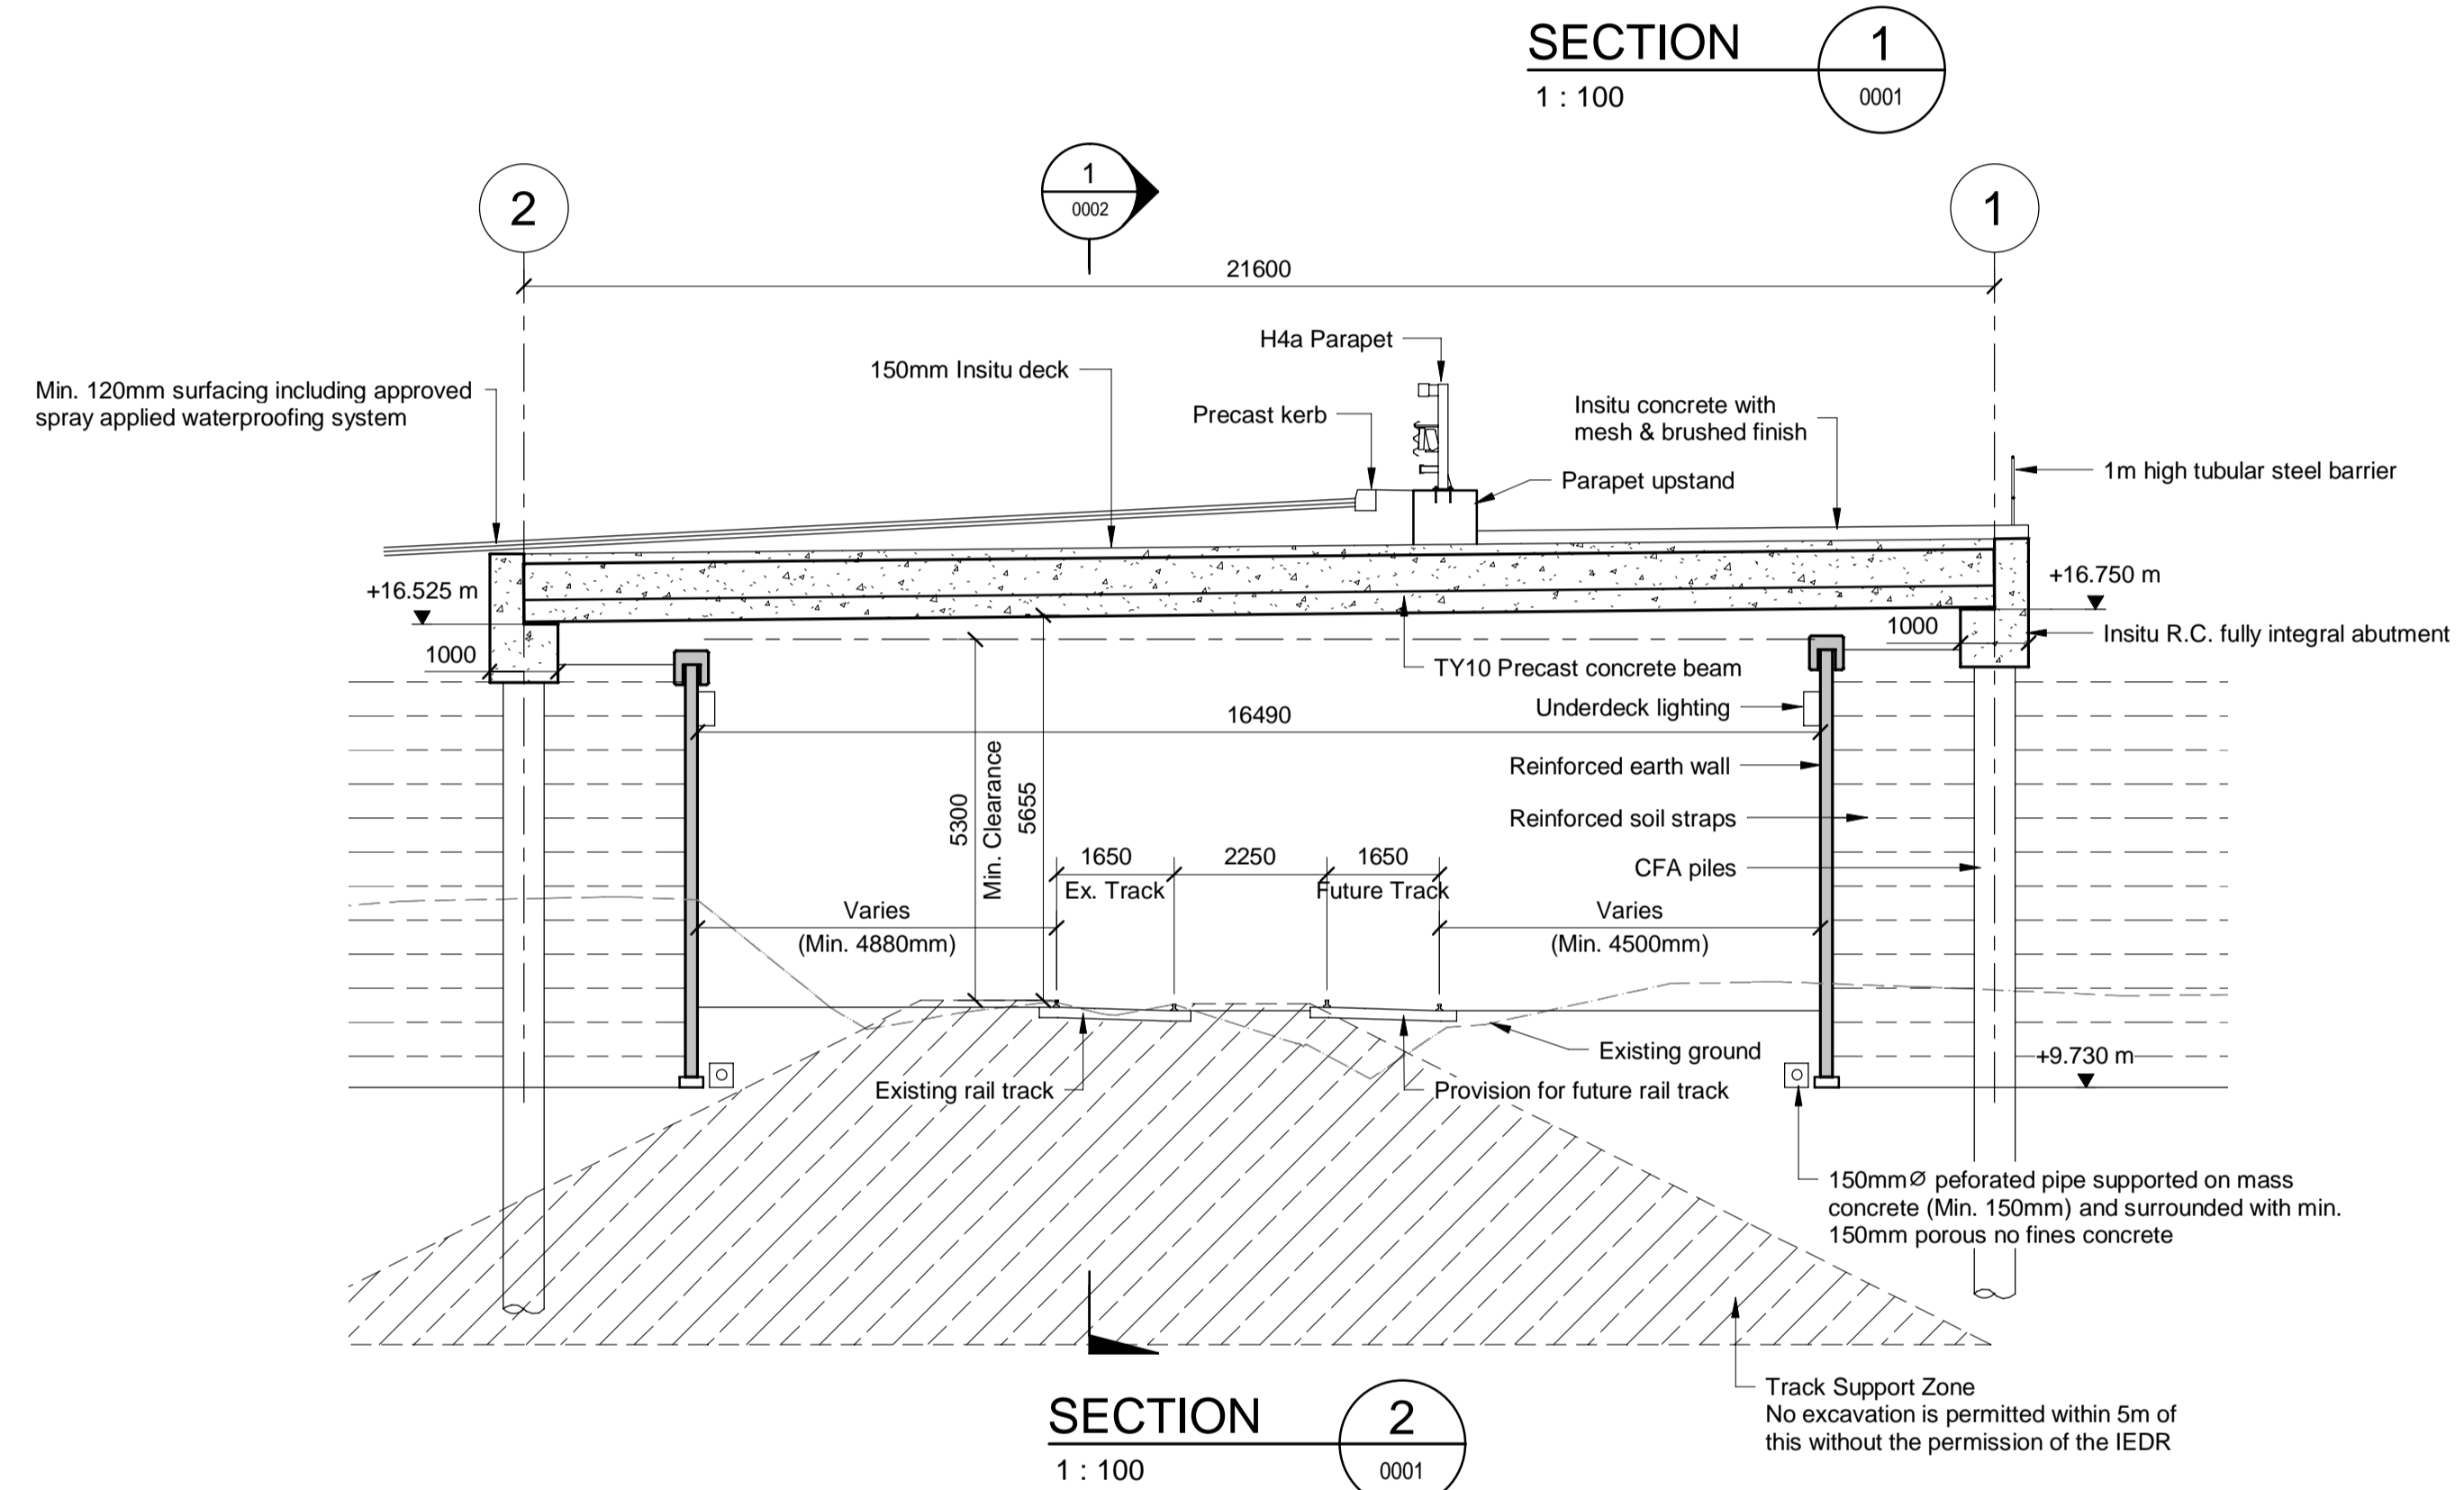 SECTION
1
1 : 100
0001
2
1
0002
1
21600
H4a Parapet
150mm Insitu deck
Min. 120mm surfacing including approved
spray applied waterproofing system
Precast kerb
Insitu concrete with
mesh & brushed finish
Parapet upstand
1m high tubular steel barrier
+16.525 m
+16.750 m
1000
1000
Insitu R.C. fully integral abutment
TY10 Precast concrete beam
Underdeck lighting
16490
Reinforced earth wall
5300
Min. Clearance
5655
Reinforced soil straps
1650
2250
1650
CFA piles
Ex. Track
Future Track
Varies
(Min. 4880mm)
Varies
(Min. 4500mm)
Existing ground
+9.730 m
Existing rail track
Provision for future rail track
150mmØ peforated pipe supported on mass
concrete (Min. 150mm) and surrounded with min.
150mm porous no fines concrete
Track Support Zone
No excavation is permitted within 5m of
this without the permission of the IEDR
SECTION
2
1 : 100
0001